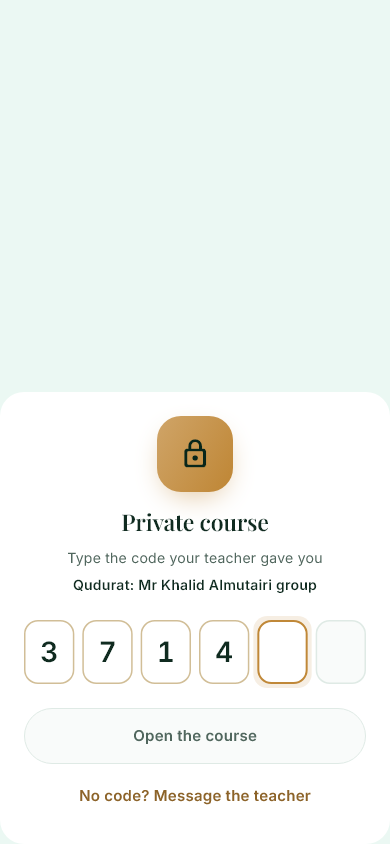 Private course
Type the code your teacher gave you
Qudurat: Mr Khalid Almutairi group
3 7 1 4
Open the course
No code? Message the teacher